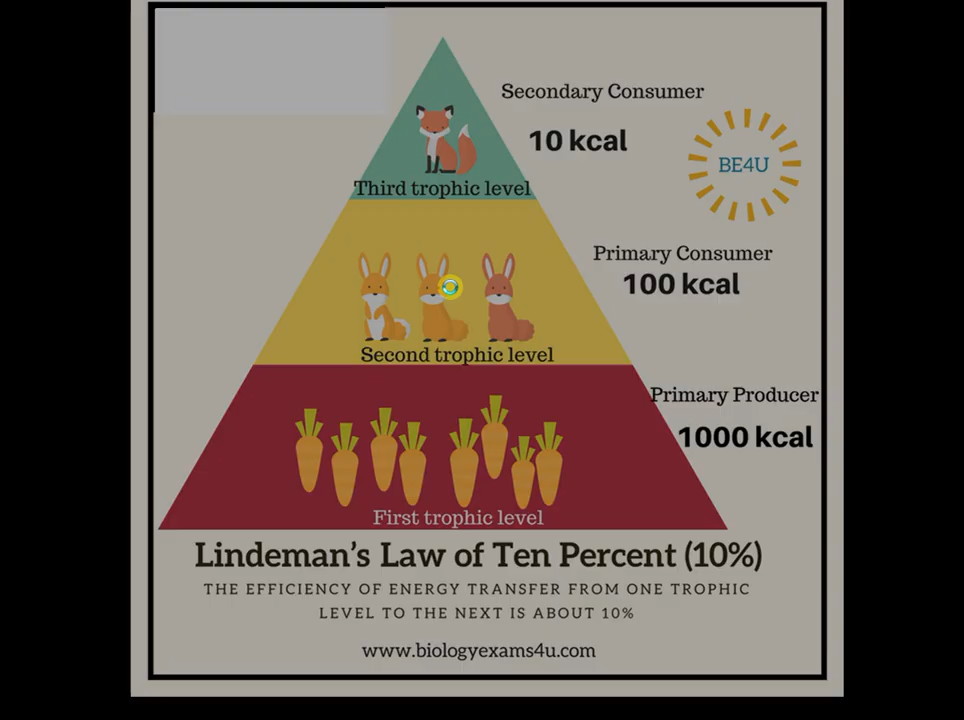 Secondary Consumer
10 kcal
BE4U
Third trophic level
Primary Consumer
100 kcal
Second trophic level
Primary Producer
1000 kcal
First trophic level
Lindeman's Law of Ten Percent (10%)
THE EFFICIENCY OF ENERGY TRANSFER FROM ONE TROPHIC
LEVEL TO THE NEXT IS ABOUT 10%
www.biologyexams4u.com